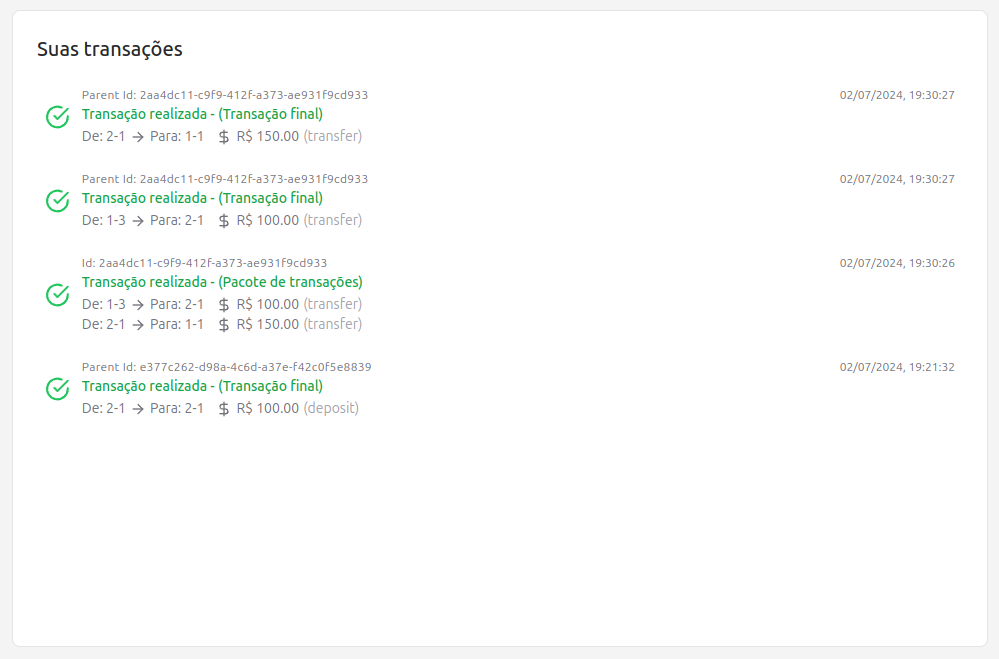 Suas transações
Parent Id: 2aa4dc11-c9f9-412f-a373-ae931f9cd933 02/07/2024, 19:30:27
Transação realizada - (Transação final)
De: 2-1 → Para: 1-1 $ R$ 150.00 (transfer)
Parent Id: 2aa4dc11-c9f9-412f-a373-ae931f9cd933 02/07/2024, 19:30:27
Transação realizada - (Transação final)
De: 1-3 → Para: 2-1 $ R$ 100.00 (transfer)
Id: 2aa4dc11-c9f9-412f-a373-ae931f9cd933 02/07/2024, 19:30:26
Transação realizada - (Pacote de transações)
De: 1-3 → Para: 2-1 $ R$ 100.00 (transfer)
De: 2-1 → Para: 1-1 $ R$ 150.00 (transfer)
Parent Id: e377c262-d98a-4c6d-a37e-f42c0f5e8839 02/07/2024, 19:21:32
Transação realizada - (Transação final)
De: 2-1 → Para: 2-1 $ R$ 100.00 (deposit)